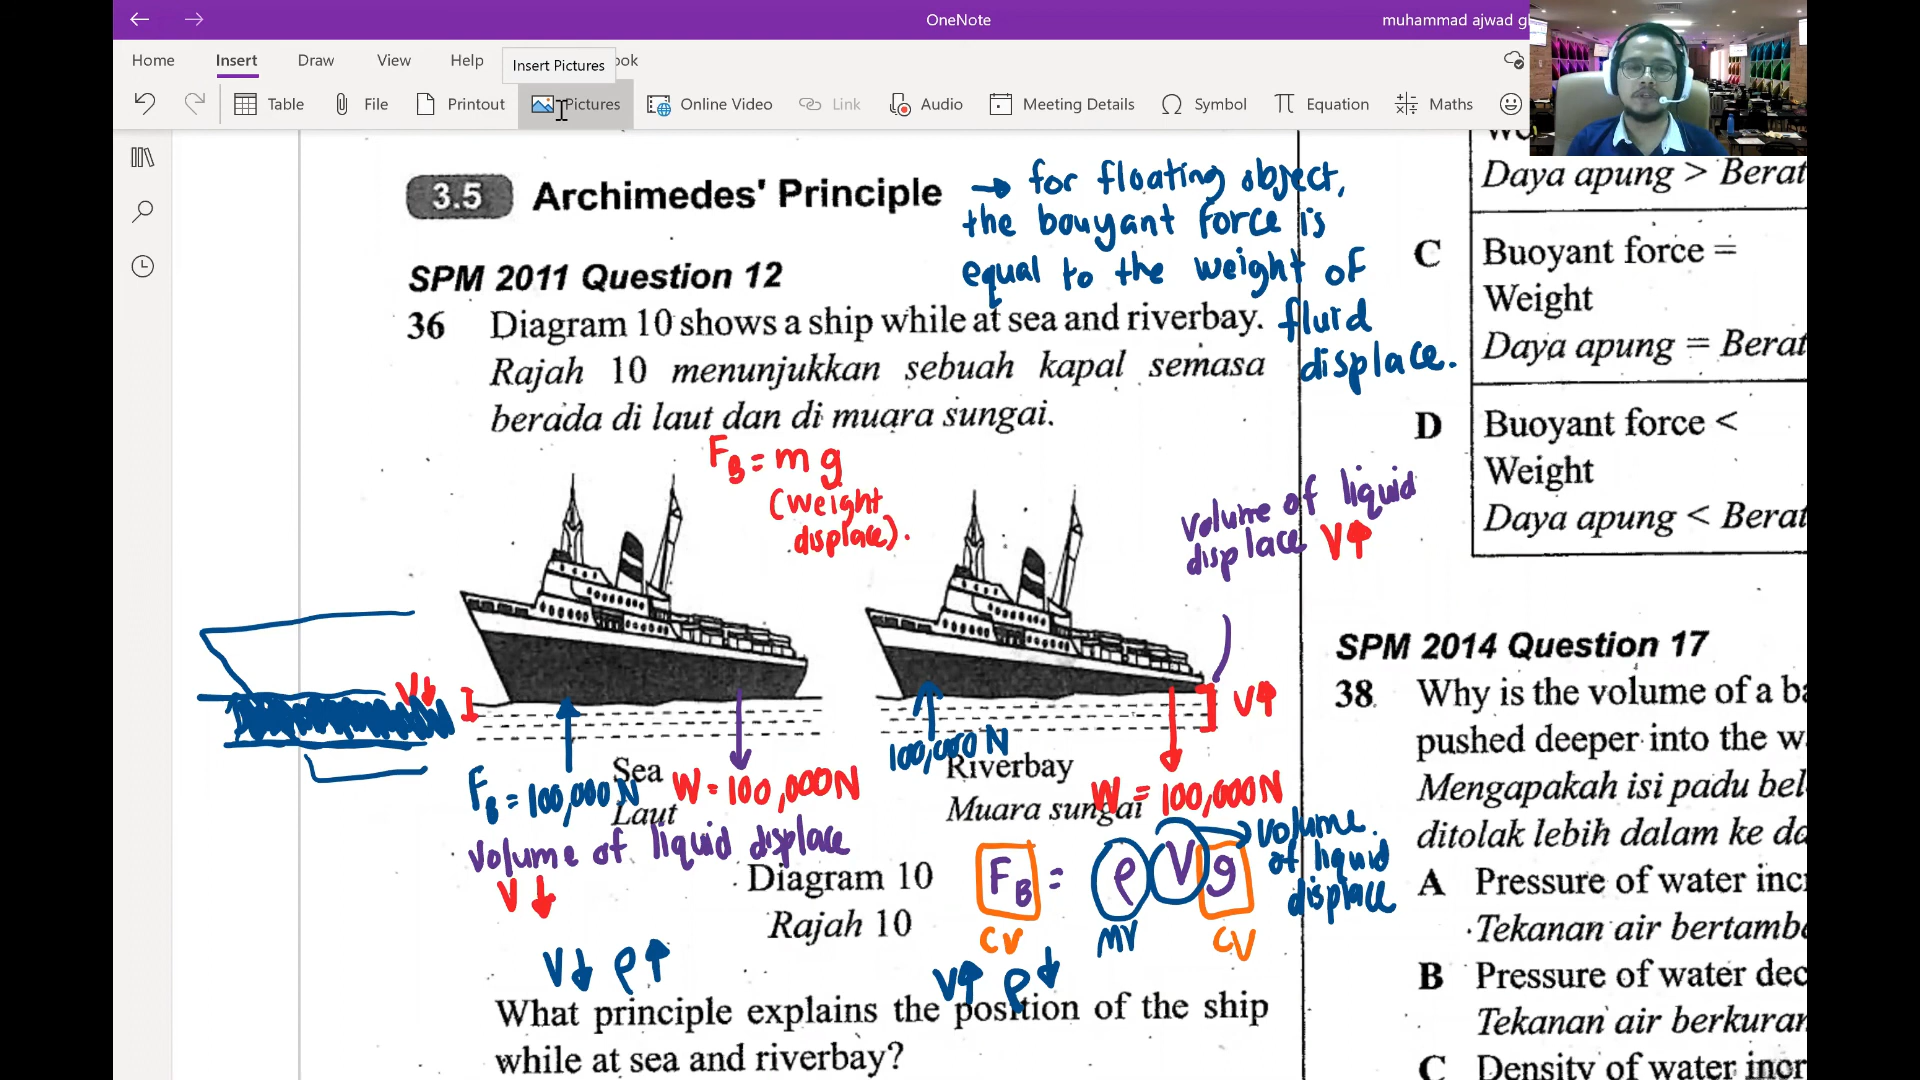 OneNote
muhammad ajwad g
Home Insert Draw View Help ook
Insert Pictures
Table File Printout Pictures Online Video Link Audio Meeting Details Symbol Equation Maths
3.5 Archimedes' Principle
→ for floating object,
the bouyant force is
equal to the weight of
fluid
displace.
SPM 2011 Question 12
36 Diagram 10 shows a ship while at sea and riverbay.
Rajah 10 menunjukkan sebuah kapal semasa
berada di laut dan di muara sungai.
FB = mg
(weight
displace).
volume of liquid
displace V↑
V↓
V↑
100,000 N
FB = 100,000 N
W = 100,000N
W = 100,000N
Sea
Laut
Riverbay
Muara sungai
volume of liquid displace
V↓
Diagram 10
Rajah 10
FB = ρVg
volume
of liquid
displace
CV MV CV
V↓ ρ↑
V↑ ρ↓
What principle explains the position of the ship
while at sea and riverbay?
Daya apung > Berat
C Buoyant force =
Weight
Daya apung = Berat
D Buoyant force <
Weight
Daya apung < Berat
SPM 2014 Question 17
38 Why is the volume of a ba
pushed deeper into the w
Mengapakah isi padu bel
ditolak lebih dalam ke da
A Pressure of water incr
Tekanan air bertamba
B Pressure of water dec
Tekanan air berkuran
C Density of water incr